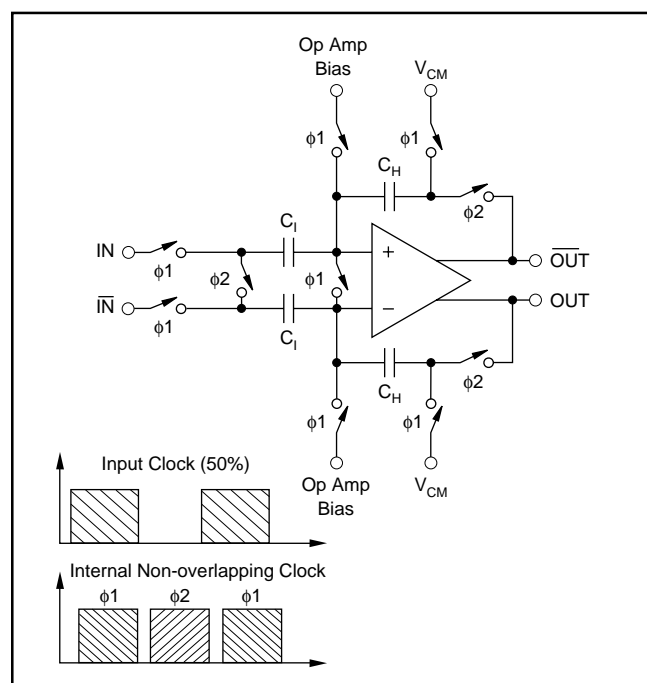 Op Amp
Bias
V_CM
ϕ1
ϕ1
C_H
ϕ2
IN
ϕ1
C_I
ϕ2
ϕ1
+
−
OUT̅
OUT
IN̅
ϕ1
C_I
C_H
ϕ2
ϕ1
ϕ1
Op Amp
Bias
V_CM
Input Clock (50%)
Internal Non-overlapping Clock
ϕ1 ϕ2 ϕ1